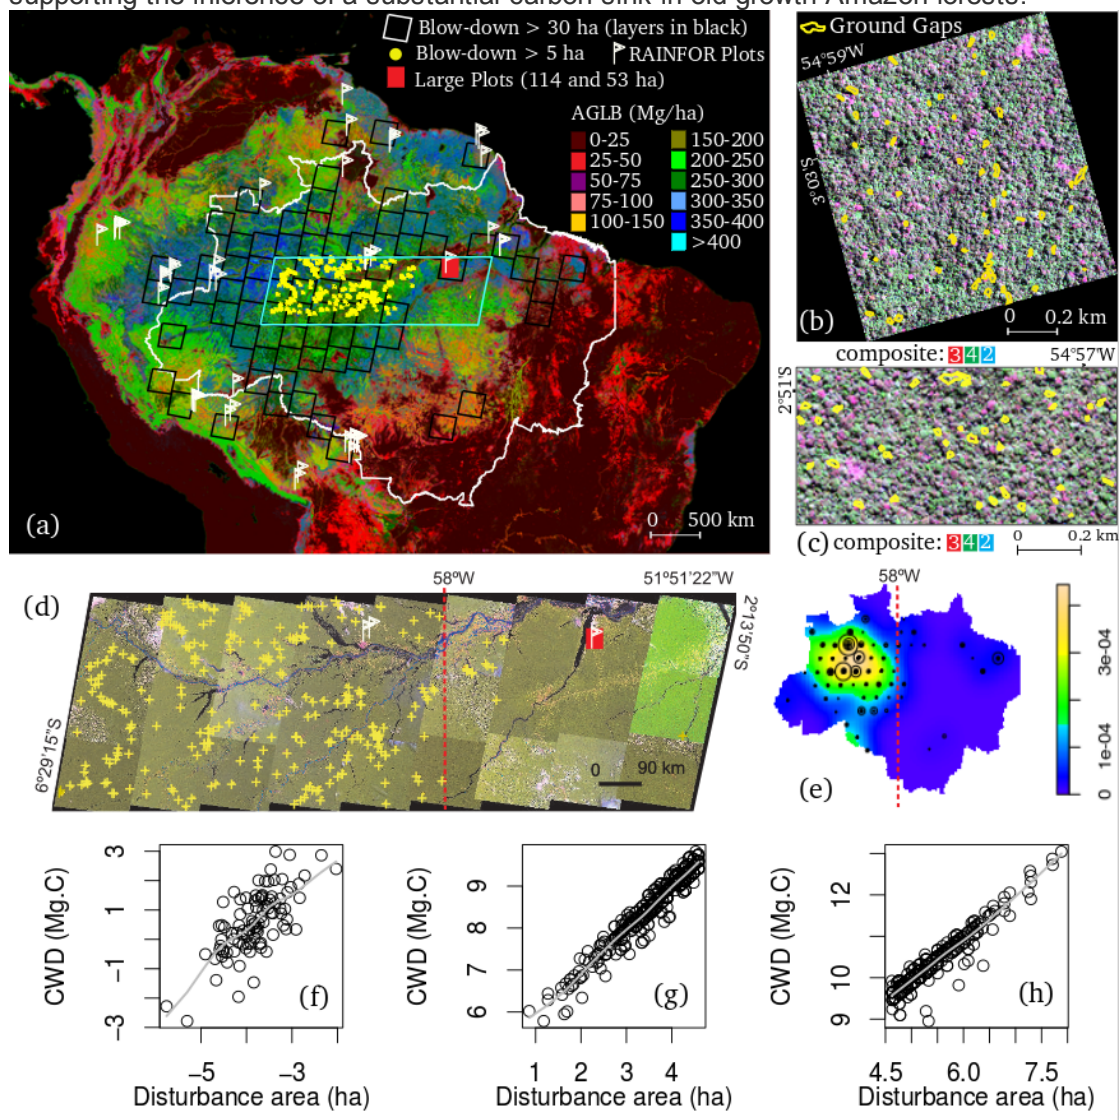 supporting the inference of a substantial carbon sink in old-growth Amazon forests.
Blow-down > 30 ha (layers in black)
Blow-down > 5 ha
RAINFOR Plots
Large Plots (114 and 53 ha)
AGLB (Mg/ha)
0-25
25-50
50-75
75-100
100-150
150-200
200-250
250-300
300-350
350-400
>400
0 500 km
(a)
Ground Gaps
54°59'W
3°03'S
(b)
0 0.2 km
composite: 3 4 2
54°57'W
2°51'S
(c) composite: 3 4 2
0 0.2 km
(d)
58°W
51°51'22"W
2°13'50"S
6°29'15"S
0 90 km
58°W
(e)
0 1e-04 3e-04
CWD (Mg.C)
3
1
-1
-3
(f)
-5 -3
Disturbance area (ha)
CWD (Mg.C)
9
8
7
6
(g)
1 2 3 4
Disturbance area (ha)
CWD (Mg.C)
12
10
9
(h)
4.5 6.0 7.5
Disturbance area (ha)